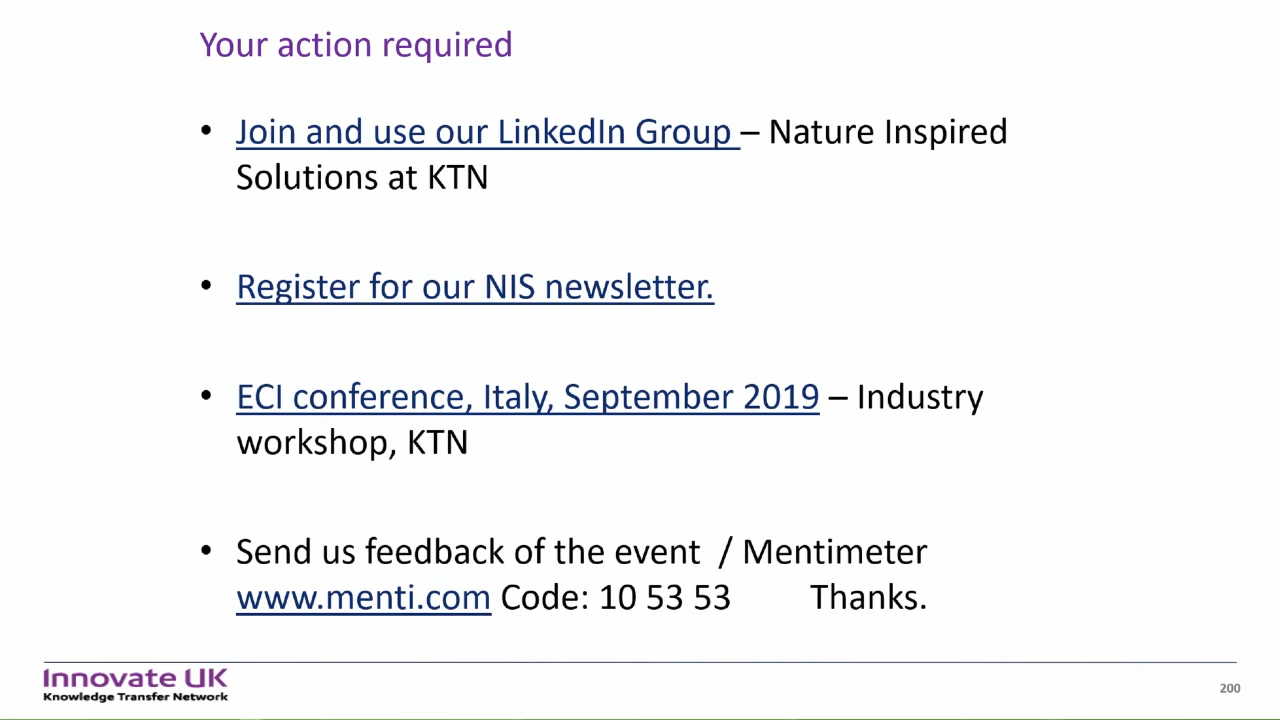 Your action required
• Join and use our LinkedIn Group – Nature Inspired
Solutions at KTN
• Register for our NIS newsletter.
• ECI conference, Italy, September 2019 – Industry
workshop, KTN
• Send us feedback of the event / Mentimeter
www.menti.com Code: 10 53 53 Thanks.
Innovate UK
Knowledge Transfer Network
200